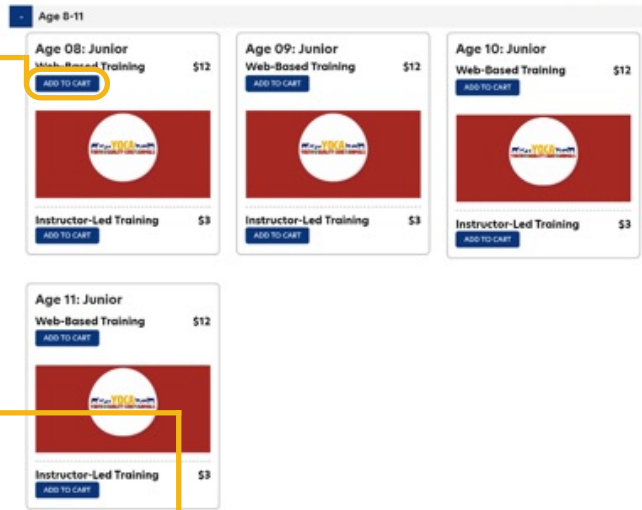 - Age 8-11
Age 08: Junior
Web-Based Training $12
ADD TO CART
Instructor-Led Training $3
ADD TO CART
Age 09: Junior
Web-Based Training $12
ADD TO CART
Instructor-Led Training $3
ADD TO CART
Age 10: Junior
Web-Based Training $12
ADD TO CART
Instructor-Led Training $3
ADD TO CART
Age 11: Junior
Web-Based Training $12
ADD TO CART
YQCA
Instructor-Led Training $3
ADD TO CART